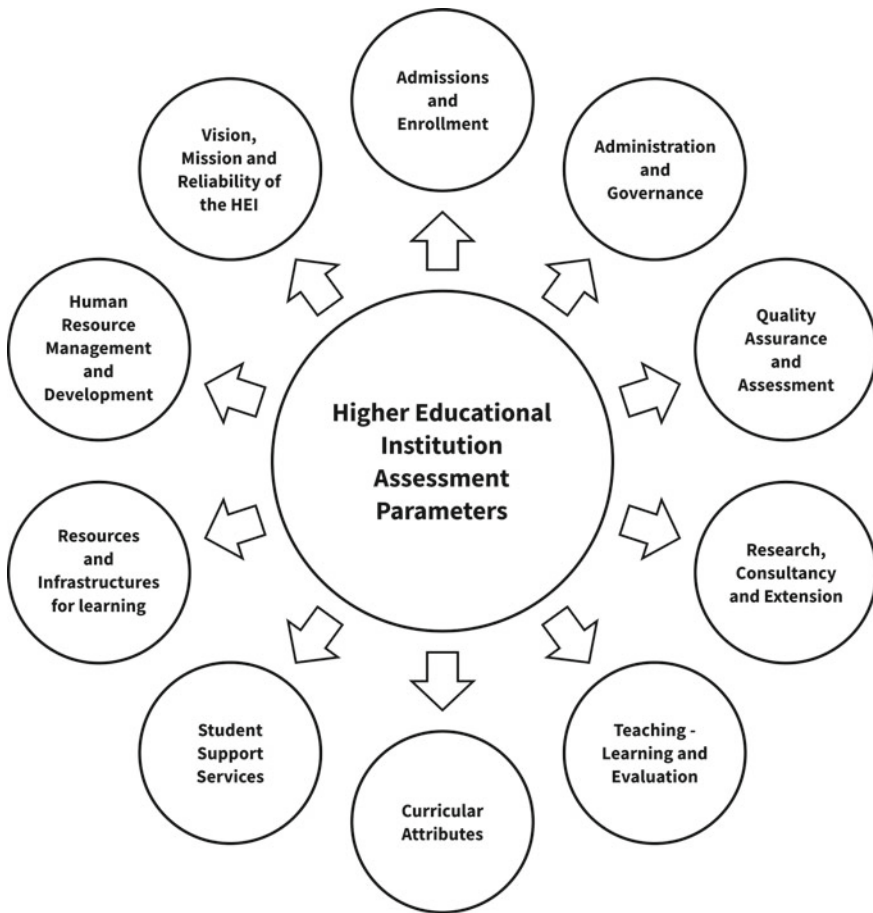 Admissions
and
Enrollment
Vision,
Mission and
Reliability of
the HEI
Administration
and
Governance
Human
Resource
Management
and
Development
Quality
Assurance
and
Assessment
Higher Educational
Institution
Assessment
Parameters
Resources
and
Infrastructures
for learning
Research,
Consultancy
and Extension
Student
Support
Services
Teaching -
Learning and
Evaluation
Curricular
Attributes